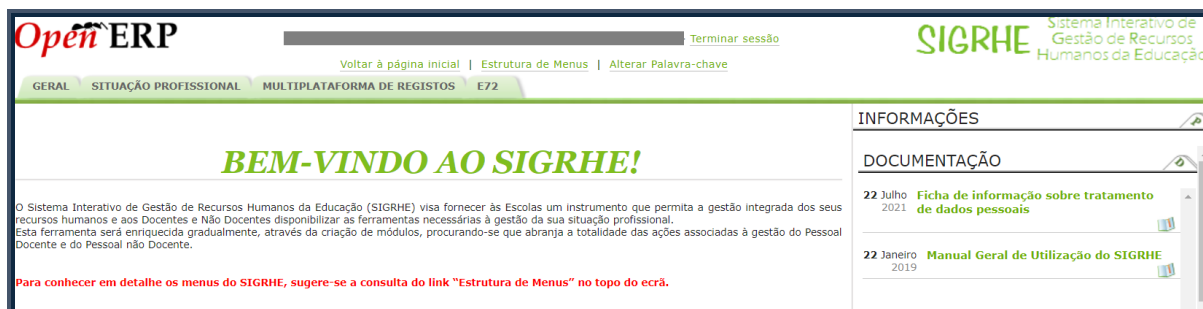 OpenERP
- Terminar sessão
Voltar à página inicial | Estrutura de Menus | Alterar Palavra-chave
SIGRHE
Sistema Interativo de
Gestão de Recursos
Humanos da Educação
GERAL SITUAÇÃO PROFISSIONAL MULTIPLATAFORMA DE REGISTOS E72
BEM-VINDO AO SIGRHE!
O Sistema Interativo de Gestão de Recursos Humanos da Educação (SIGRHE) visa fornecer às Escolas um instrumento que permita a gestão integrada dos seus
recursos humanos e aos Docentes e Não Docentes disponibilizar as ferramentas necessárias à gestão da sua situação profissional.
Esta ferramenta será enriquecida gradualmente, através da criação de módulos, procurando-se que abranja a totalidade das ações associadas à gestão do Pessoal
Docente e do Pessoal não Docente.
Para conhecer em detalhe os menus do SIGRHE, sugere-se a consulta do link “Estrutura de Menus” no topo do ecrã.
INFORMAÇÕES
DOCUMENTAÇÃO
22 Julho Ficha de informação sobre tratamento
2021 de dados pessoais
22 Janeiro Manual Geral de Utilização do SIGRHE
2019